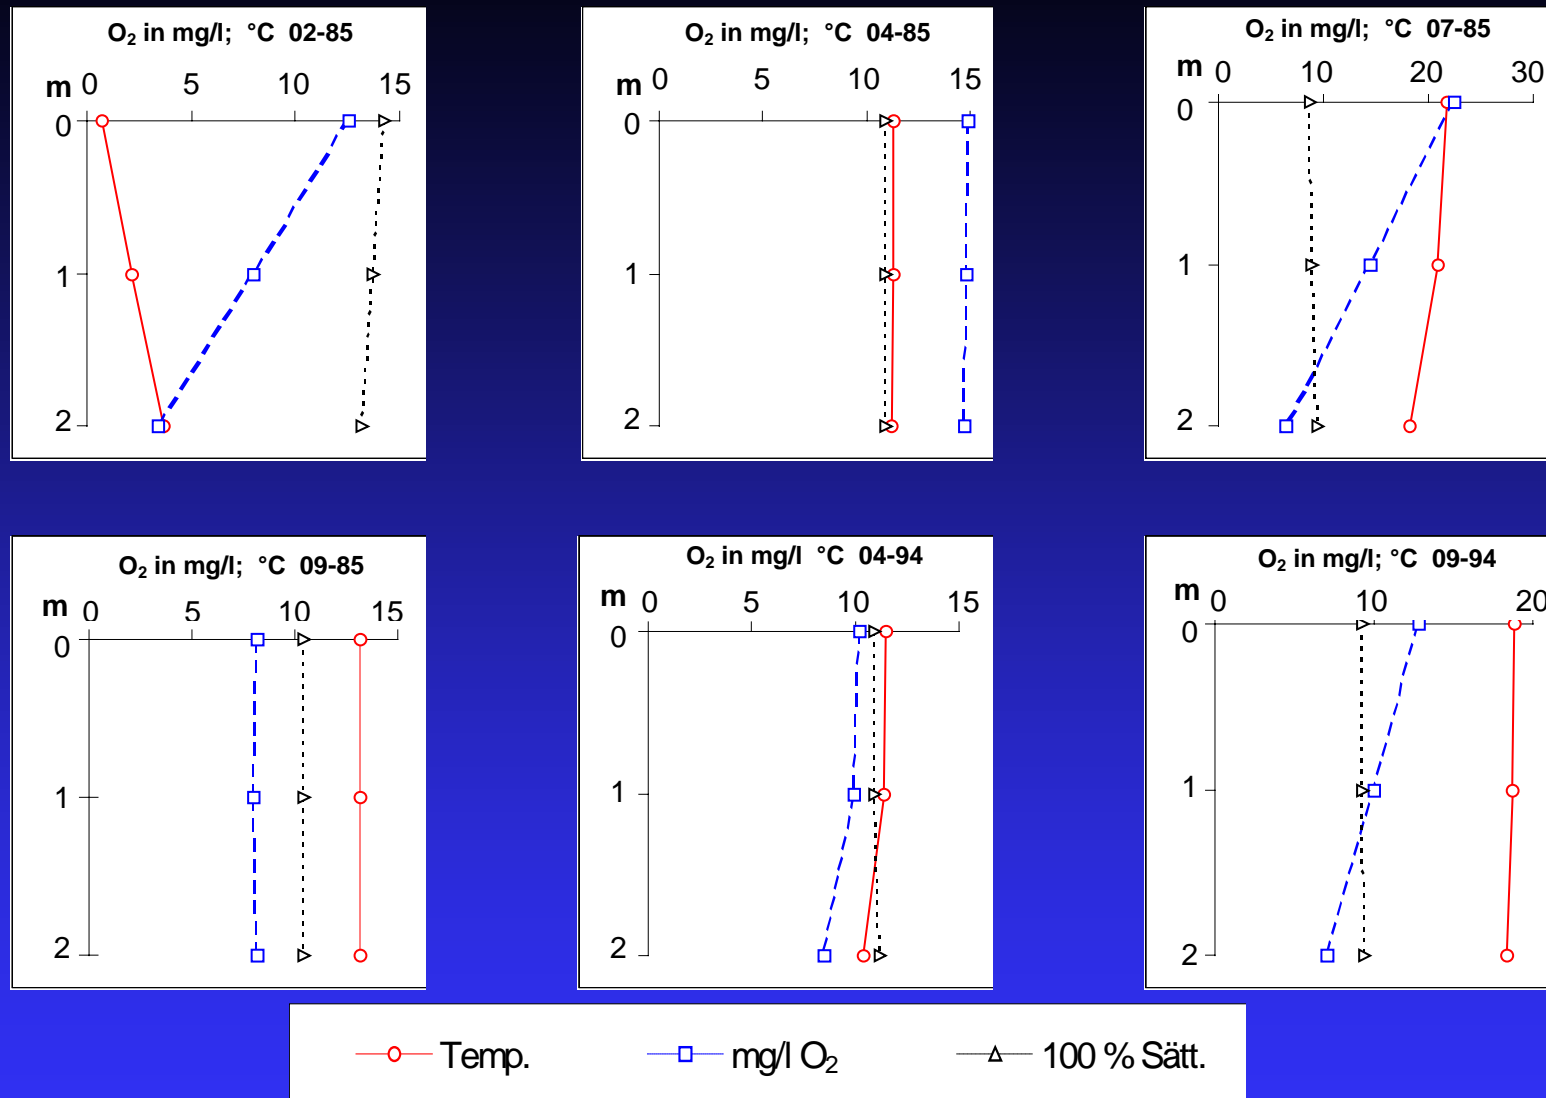 O₂ in mg/l; °C 02-85
m 0 5 10 15
0
1
2
O₂ in mg/l; °C 04-85
m 0 5 10 15
0
1
2
O₂ in mg/l; °C 07-85
m 0 10 20 30
0
1
2
O₂ in mg/l; °C 09-85
m 0 5 10 15
0
1
2
O₂ in mg/l °C 04-94
m 0 5 10 15
0
1
2
O₂ in mg/l; °C 09-94
m 0 10 20
0
1
2
Temp. mg/l O₂ 100 % Sätt.